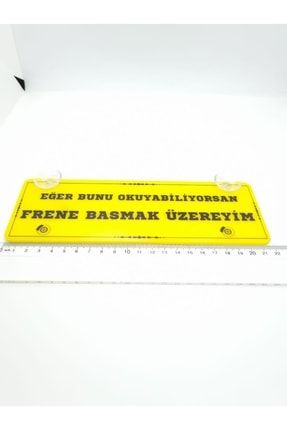 EĞER BUNU OKUYABİLİYORSAN
FRENE BASMAK ÜZEREYİM